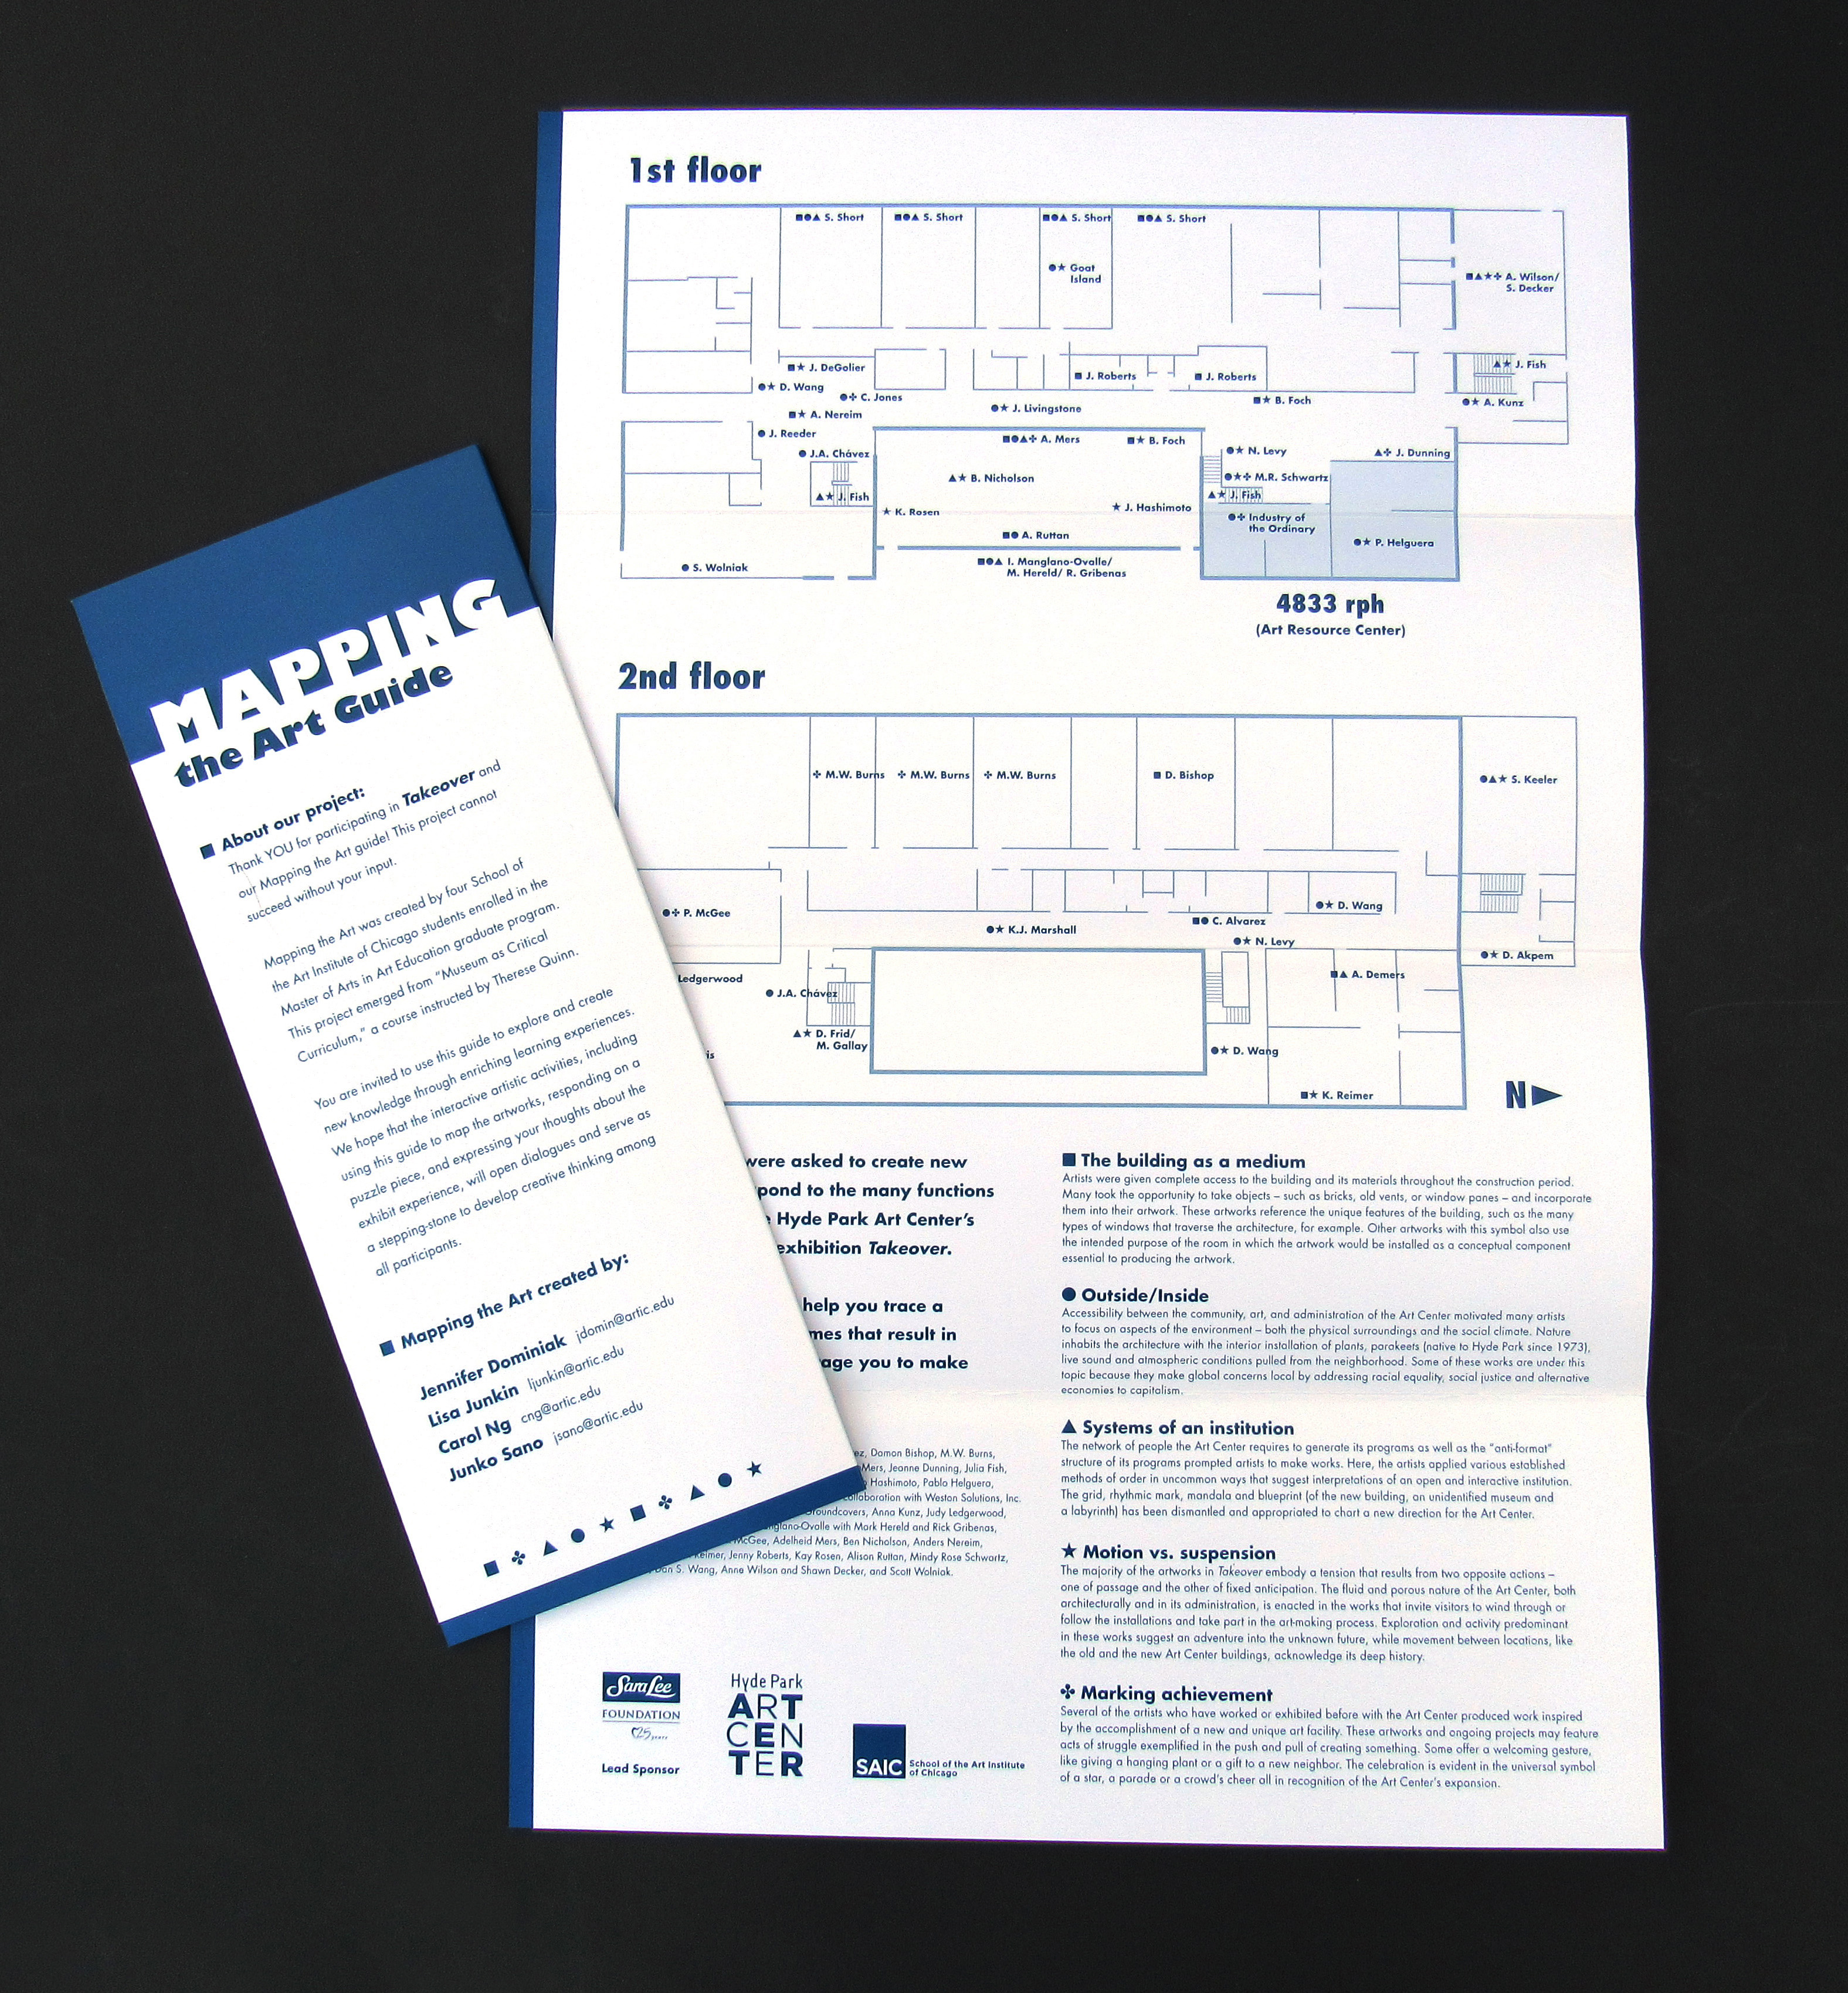 MAPPING
the Art Guide
■ About our project:
Thank YOU for participating in Takeover and
our Mapping the Art guide! This project cannot
succeed without your input.
Mapping the Art was created by four School of
the Art Institute of Chicago students enrolled in the
Master of Arts in Art Education graduate program.
This project emerged from "Museum as Critical
Curriculum," a course instructed by Therese Quinn.
You are invited to use this guide to explore and create
new knowledge through enriching learning experiences.
We hope that the interactive artistic activities, including
using this guide to map the artworks, responding on a
puzzle piece, and expressing your thoughts about the
exhibit experience, will open dialogues and serve as
a stepping-stone to develop creative thinking among
all participants.
■ Mapping the Art created by:
Jennifer Dominiak jdomin@artic.edu
Lisa Junkin ljunkin@artic.edu
Carol Ng cng@artic.edu
Junko Sano jsano@artic.edu
■ ✤ ▲ ● ★ ■ ✤ ▲ ● ★
1st floor
■●▲ S. Short
■●▲ S. Short
■●▲ S. Short
■●▲ S. Short
●★ Goat
Island
■▲★✤ A. Wilson/
S. Decker
■★ J. DeGolier
▲★ J. Fish
■ J. Roberts
■ J. Roberts
●★ D. Wang
●✤ C. Jones
■★ B. Foch
●★ A. Kunz
■★ A. Nereim
●★ J. Livingstone
● J. Reeder
■●▲✤ A. Mers
■★ B. Foch
● J.A. Chávez
●★ N. Levy
▲✤ J. Dunning
▲★ B. Nicholson
●★✤ M.R. Schwartz
▲★ J. Fish
▲★ J. Fish
★ K. Rosen
★ J. Hashimoto
●✤ Industry of
the Ordinary
■● A. Ruttan
●★ P. Helguera
● S. Wolniak
■●▲ I. Manglano-Ovalle/
M. Hereld/ R. Gribenas
4833 rph
(Art Resource Center)
2nd floor
✤ M.W. Burns
✤ M.W. Burns
✤ M.W. Burns
■ D. Bishop
●▲★ S. Keeler
●✤ P. McGee
●★ D. Wang
■● C. Alvarez
●★ K.J. Marshall
●★ N. Levy
●★ D. Akpem
Ledgerwood
■▲ A. Demers
● J.A. Chávez
▲★ D. Frid/
M. Gallay
is
●★ D. Wang
■★ K. Reimer
N
were asked to create new
pond to the many functions
Hyde Park Art Center's
exhibition Takeover.
help you trace a
mes that result in
age you to make
ez, Damon Bishop, M.W. Burns,
Mers, Jeanne Dunning, Julia Fish,
Hashimoto, Pablo Helguera,
collaboration with Weston Solutions, Inc.
Groundcovers, Anna Kunz, Judy Ledgerwood,
nglano-Ovalle with Mark Hereld and Rick Gribenas,
McGee, Adelheid Mers, Ben Nicholson, Anders Nereim,
Reimer, Jenny Roberts, Kay Rosen, Alison Ruttan, Mindy Rose Schwartz,
Dan S. Wang, Anne Wilson and Shawn Decker, and Scott Wolniak.
■ The building as a medium
Artists were given complete access to the building and its materials throughout the construction period.
Many took the opportunity to take objects – such as bricks, old vents, or window panes – and incorporate
them into their artwork. These artworks reference the unique features of the building, such as the many
types of windows that traverse the architecture, for example. Other artworks with this symbol also use
the intended purpose of the room in which the artwork would be installed as a conceptual component
essential to producing the artwork.
● Outside/Inside
Accessibility between the community, art, and administration of the Art Center motivated many artists
to focus on aspects of the environment – both the physical surroundings and the social climate. Nature
inhabits the architecture with the interior installation of plants, parakeets (native to Hyde Park since 1973),
live sound and atmospheric conditions pulled from the neighborhood. Some of these works are under this
topic because they make global concerns local by addressing racial equality, social justice and alternative
economies to capitalism.
▲ Systems of an institution
The network of people the Art Center requires to generate its programs as well as the "anti-format"
structure of its programs prompted artists to make works. Here, the artists applied various established
methods of order in uncommon ways that suggest interpretations of an open and interactive institution.
The grid, rhythmic mark, mandala and blueprint (of the new building, an unidentified museum and
a labyrinth) has been dismantled and appropriated to chart a new direction for the Art Center.
★ Motion vs. suspension
The majority of the artworks in Takeover embody a tension that results from two opposite actions –
one of passage and the other of fixed anticipation. The fluid and porous nature of the Art Center, both
architecturally and in its administration, is enacted in the works that invite visitors to wind through or
follow the installations and take part in the art-making process. Exploration and activity predominant
in these works suggest an adventure into the unknown future, while movement between locations, like
the old and the new Art Center buildings, acknowledge its deep history.
✤ Marking achievement
Several of the artists who have worked or exhibited before with the Art Center produced work inspired
by the accomplishment of a new and unique art facility. These artworks and ongoing projects may feature
acts of struggle exemplified in the push and pull of creating something. Some offer a welcoming gesture,
like giving a hanging plant or a gift to a new neighbor. The celebration is evident in the universal symbol
of a star, a parade or a crowd's cheer all in recognition of the Art Center's expansion.
Sara Lee
FOUNDATION
25 years
Lead Sponsor
Hyde Park
ART
CEN
TER
SAIC
School of the Art Institute
of Chicago